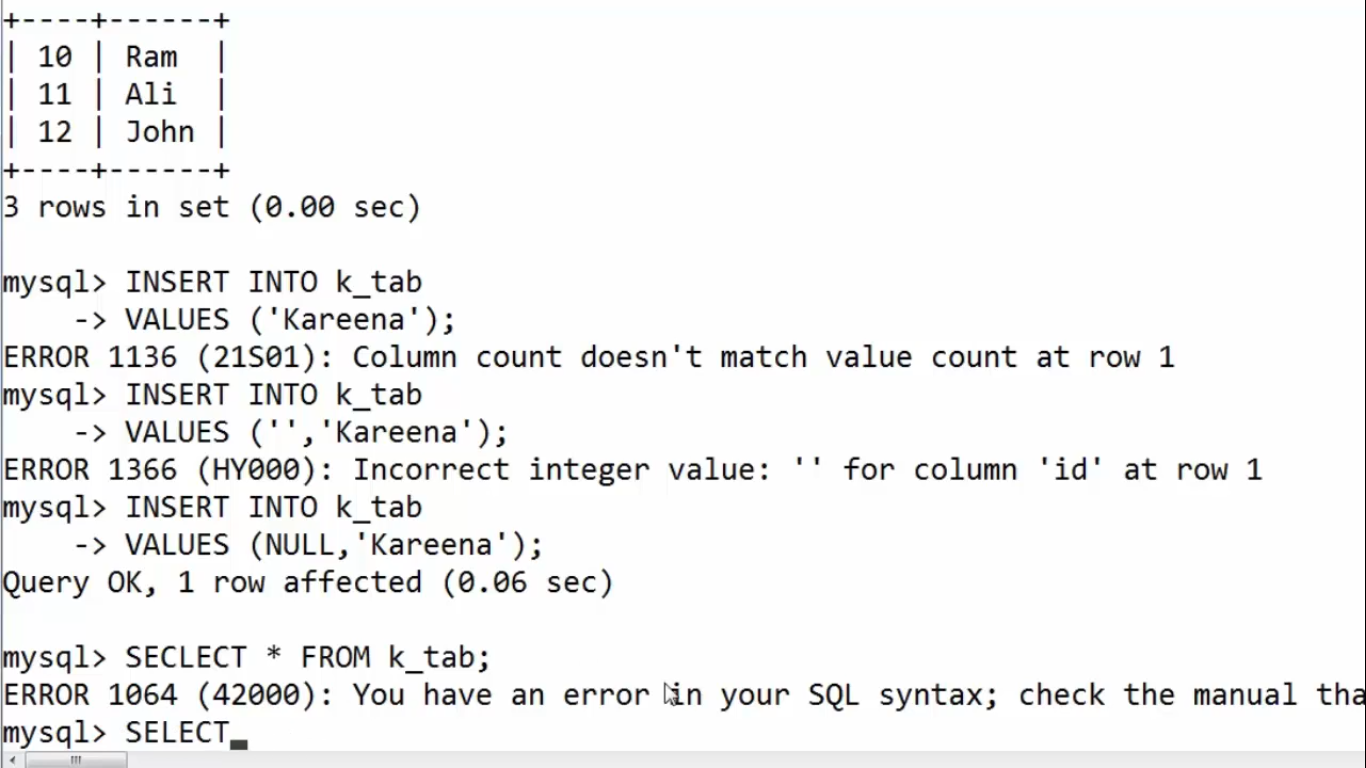 +----+------+
| 10 | Ram  |
| 11 | Ali  |
| 12 | John |
+----+------+
3 rows in set (0.00 sec)

mysql> INSERT INTO k_tab
    -> VALUES ('Kareena');
ERROR 1136 (21S01): Column count doesn't match value count at row 1
mysql> INSERT INTO k_tab
    -> VALUES ('','Kareena');
ERROR 1366 (HY000): Incorrect integer value: '' for column 'id' at row 1
mysql> INSERT INTO k_tab
    -> VALUES (NULL,'Kareena');
Query OK, 1 row affected (0.06 sec)

mysql> SECLECT * FROM k_tab;
ERROR 1064 (42000): You have an error in your SQL syntax; check the manual tha
mysql> SELECT_